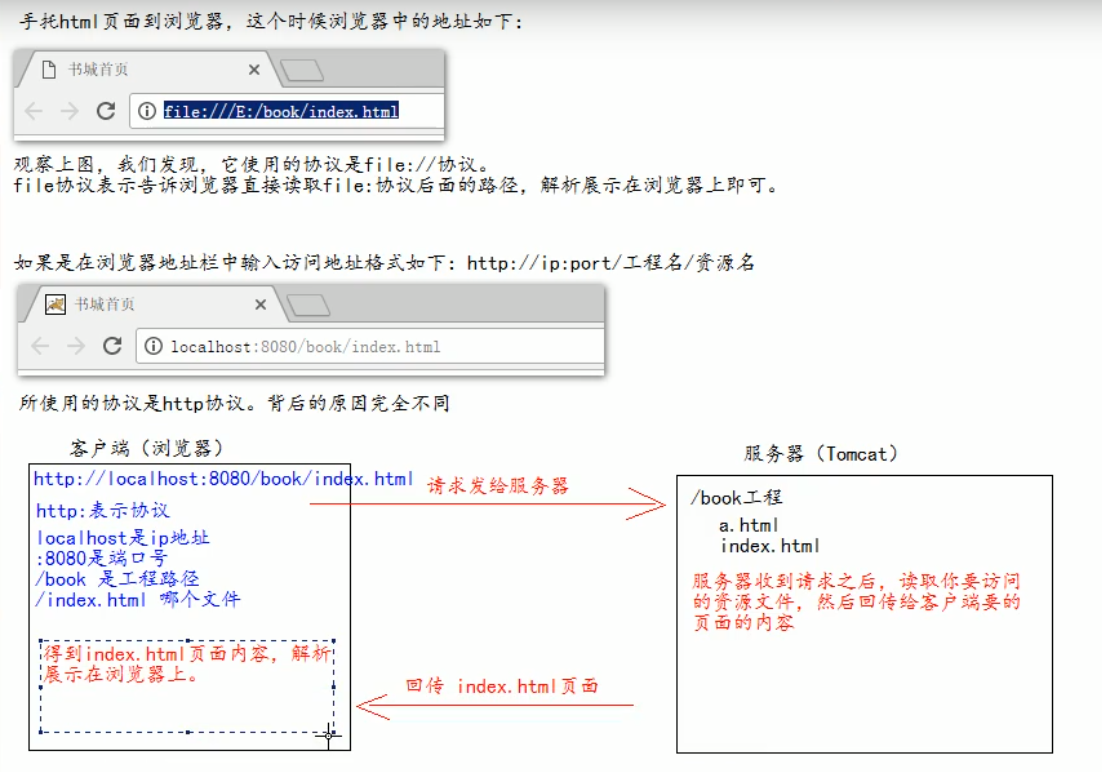 手托html页面到浏览器，这个时候浏览器中的地址如下：
书城首页
file:///E:/book/index.html
观察上图，我们发现，它使用的协议是file://协议。
file协议表示告诉浏览器直接读取file:协议后面的路径，解析展示在浏览器上即可。
如果是在浏览器地址栏中输入访问地址格式如下：http://ip:port/工程名/资源名
书城首页
localhost:8080/book/index.html
所使用的协议是http协议。背后的原因完全不同
客户端（浏览器）
http://localhost:8080/book/index.html
http:表示协议
localhost是ip地址
:8080是端口号
/book 是工程路径
/index.html 哪个文件
得到index.html页面内容，解析
展示在浏览器上。
请求发给服务器
回传 index.html页面
服务器（Tomcat）
/book工程
a.html
index.html
服务器收到请求之后，读取你要访问
的资源文件，然后回传给客户端要的
页面的内容